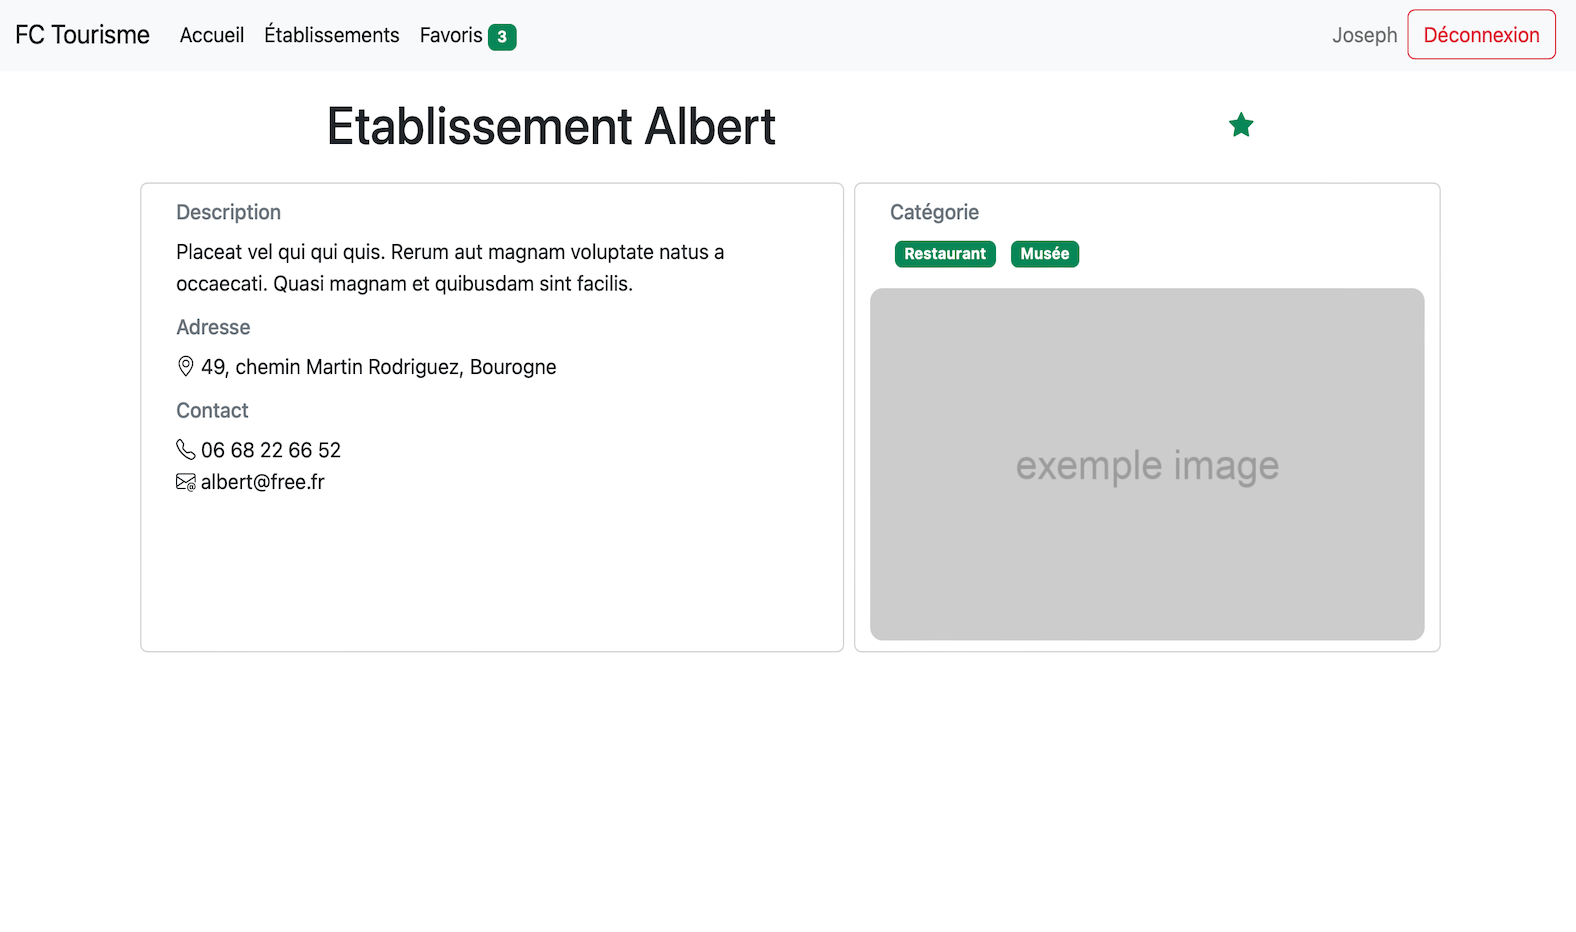 FC Tourisme Accueil Établissements Favoris 3 Joseph Déconnexion
Etablissement Albert
Description
Placeat vel qui qui quis. Rerum aut magnam voluptate natus a
occaecati. Quasi magnam et quibusdam sint facilis.
Adresse
49, chemin Martin Rodriguez, Bourogne
Contact
06 68 22 66 52
albert@free.fr
Catégorie
Restaurant Musée
exemple image